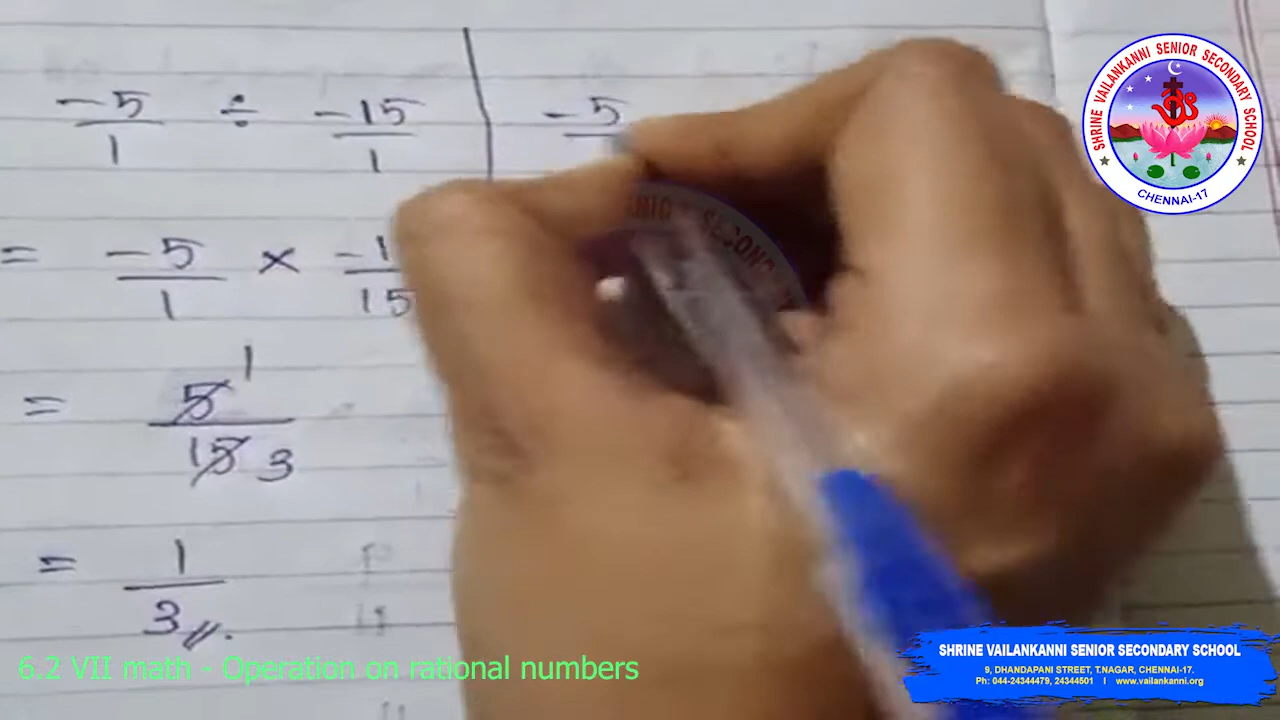 -5/1 ÷ -15/1
= -5/1 × -1/15
= 5/15 1 3
= 1/3 //.
-5
6.2 VII math - Operation on rational numbers
SHRINE VAILANKANNI SENIOR SECONDARY SCHOOL
CHENNAI-17
SHRINE VAILANKANNI SENIOR SECONDARY SCHOOL
9, DHANDAPANI STREET, T.NAGAR, CHENNAI-17.
Ph: 044-24344479, 24344501 I www.vailankanni.org